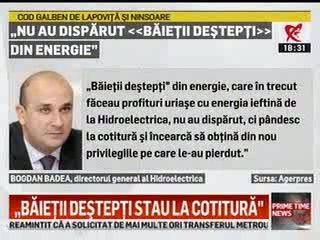 COD GALBEN DE LAPOVIȚĂ ȘI NINSOARE
„NU AU DISPĂRUT <<BĂIEȚII DEȘTEPȚI>>
DIN ENERGIE"
18:31
„Băieții deștepți" din energie, care în trecut
făceau profituri uriașe cu energia ieftină de
la Hidroelectrica, nu au dispărut, ci pândesc
la cotitură și încearcă să obțină din nou
privilegiile pe care le-au pierdut."
BOGDAN BADEA, directorul general al Hidroelectrica
Sursa: Agerpres
„BĂIEȚII DEȘTEPȚI STAU LA COTITURĂ"
PRIME TIME
NEWS
REAMINTIT CĂ A SOLICITAT DE MAI MULTE ORI TRANSFERUL METROU